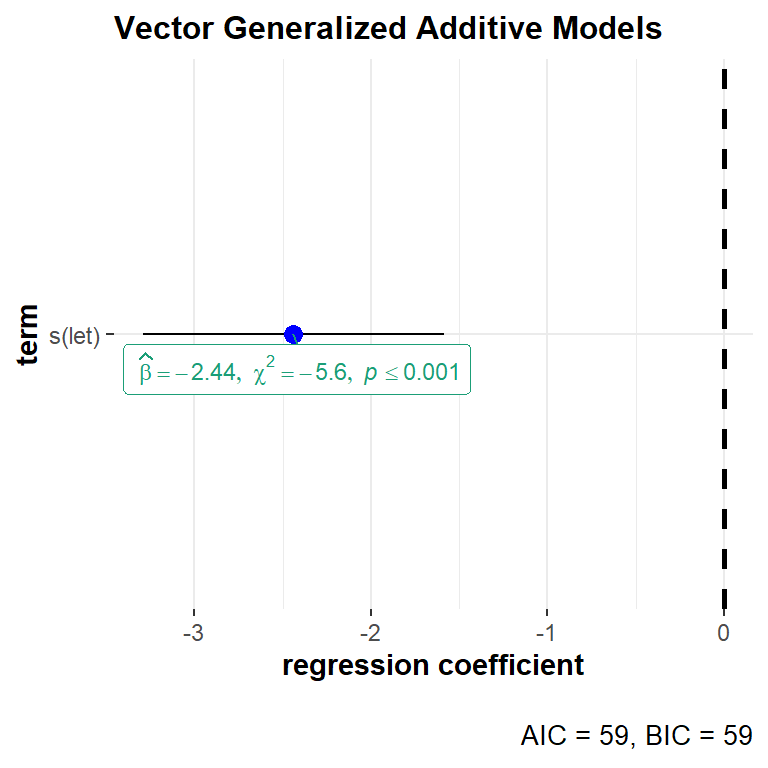 Vector Generalized Additive Models
term
s(let)
β̂ = −2.44, χ² = −5.6, p ≤ 0.001
-3 -2 -1 0
regression coefficient
AIC = 59, BIC = 59